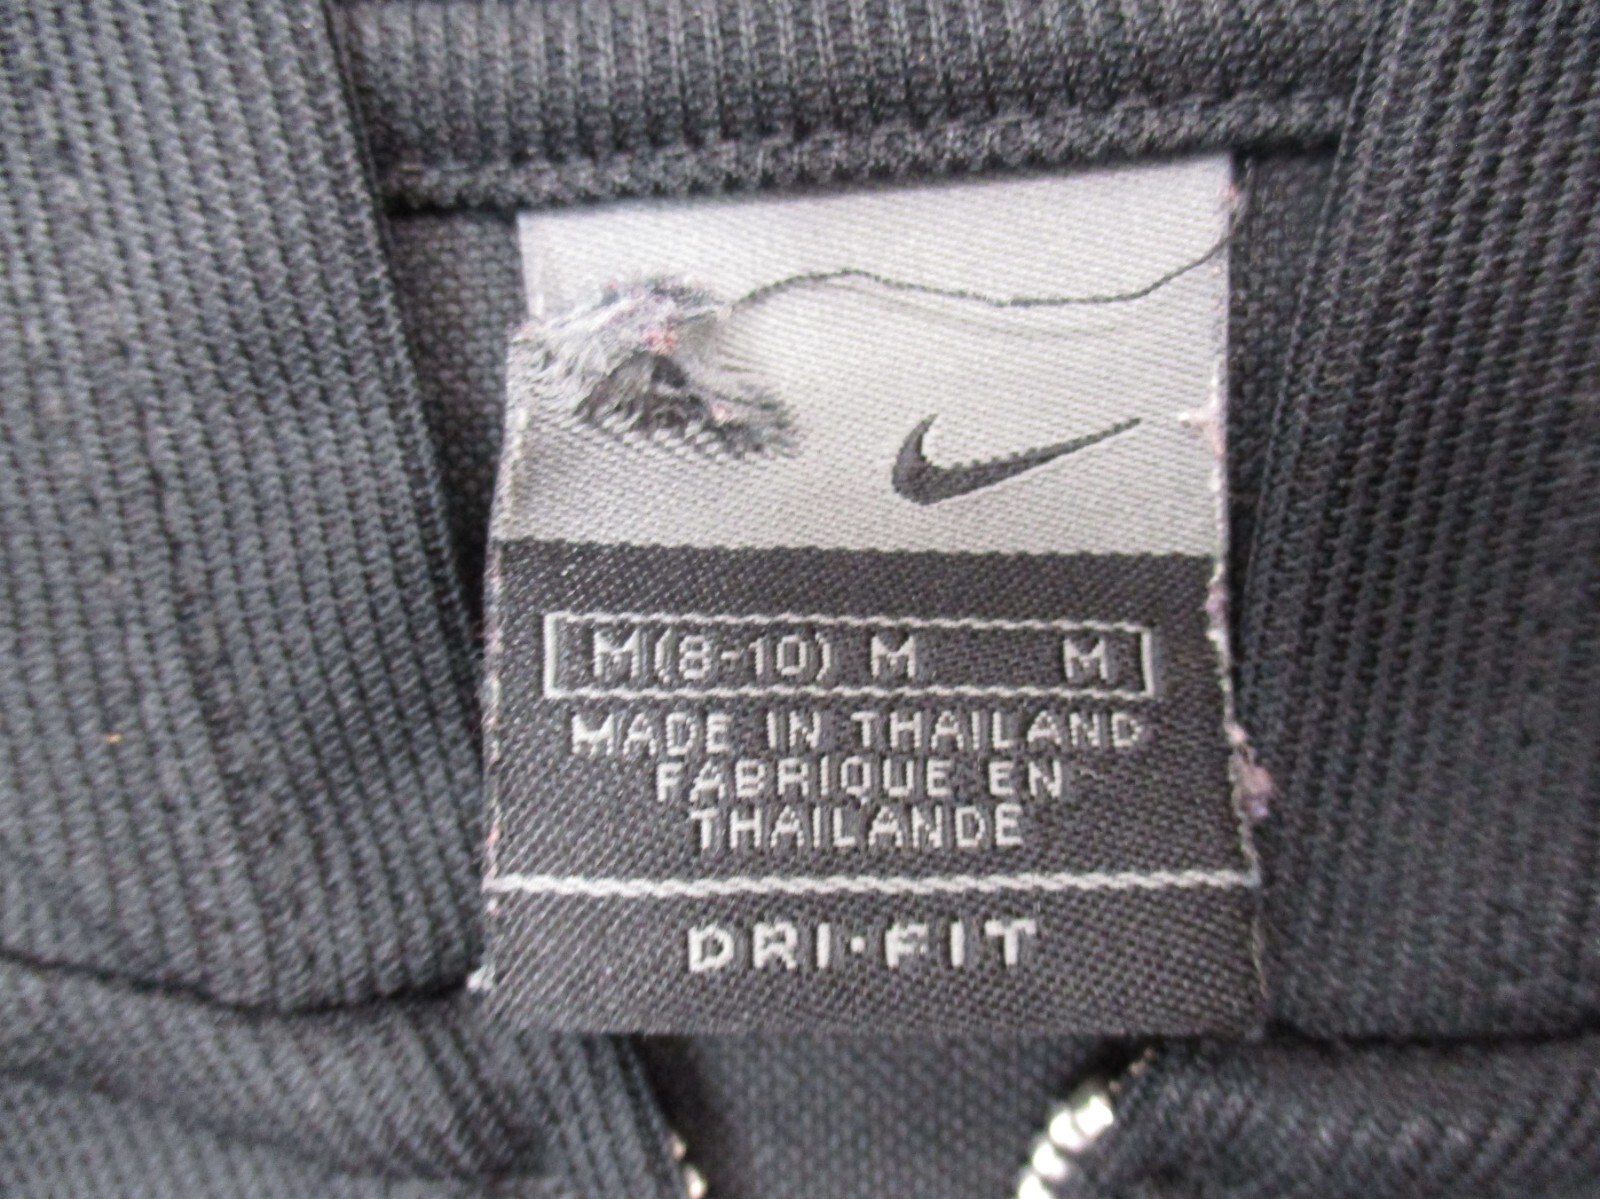 M(8-10) M M
MADE IN THAILAND
FABRIQUE EN
THAILANDE
DRI•FIT